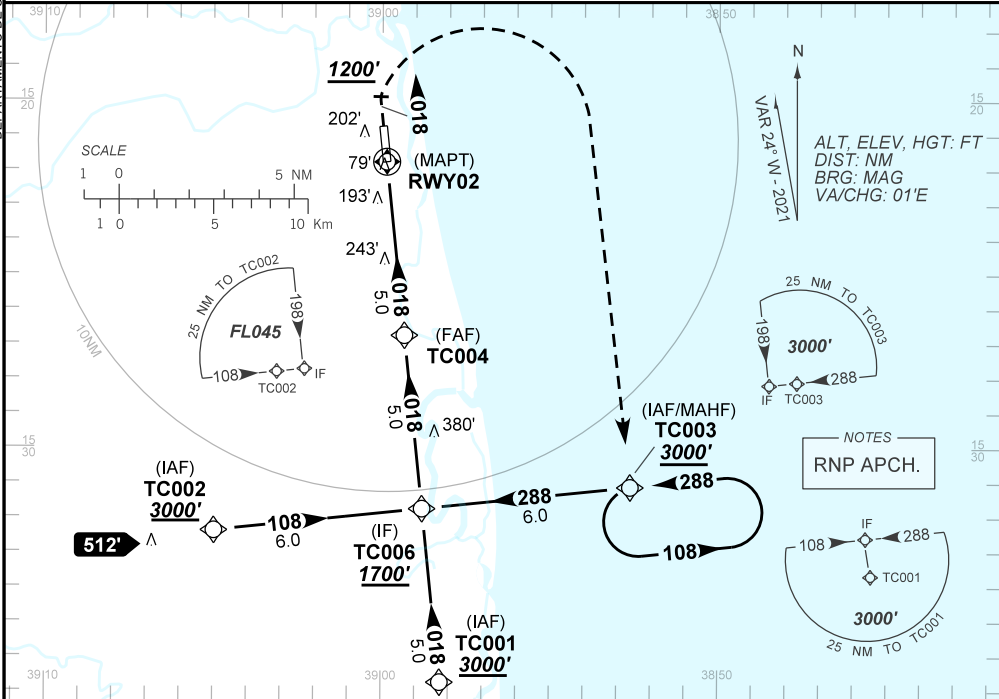 39 10
39 00
38 50
N
1200'
15
20
15
20
018
VAR 24° W - 2021
202'
SCALE
1 0 5 NM
1 0 5 10 Km
79'
(MAPT)
RWY02
193'
ALT, ELEV, HGT: FT
DIST: NM
BRG: MAG
VA/CHG: 01'E
243'
25 NM TO TC002
198
FL045
108
TC002
IF
10NM
018
5.0
(FAF)
TC004
25 NM TO TC003
198
3000'
288
IF
TC003
018
5.0
380'
15
30
15
30
(IAF/MAHF)
TC003
3000'
NOTES
RNP APCH.
(IAF)
TC002
3000'
288
288
6.0
108
6.0
512'
(IF)
TC006
1700'
108
IF
108
288
TC001
3000'
25 NM TO TC001
018
5.0
(IAF)
TC001
3000'
39 10
39 00
38 50